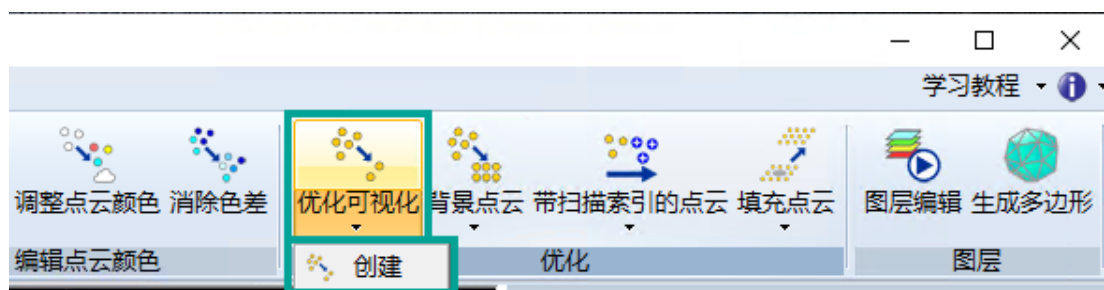 学习教程
调整点云颜色 消除色差 优化可视化 背景点云 带扫描索引的点云 填充点云 图层编辑 生成多边形
编辑点云颜色 创建 优化 图层